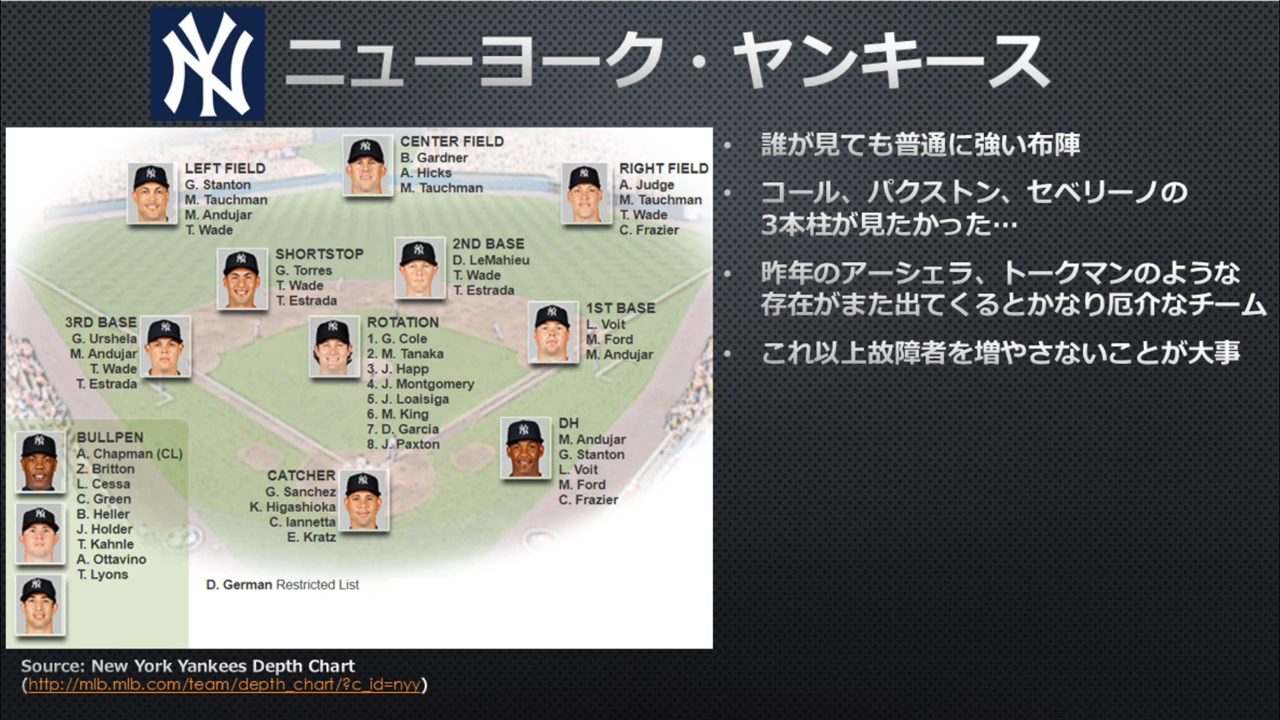 NY
ニューヨーク・ヤンキース
CENTER FIELD
B. Gardner
A. Hicks
M. Tauchman
LEFT FIELD
G. Stanton
M. Tauchman
M. Andujar
T. Wade
RIGHT FIELD
A. Judge
M. Tauchman
T. Wade
C. Frazier
SHORTSTOP
G. Torres
T. Wade
T. Estrada
2ND BASE
D. LeMahieu
T. Wade
T. Estrada
3RD BASE
G. Urshela
M. Andujar
T. Wade
T. Estrada
ROTATION
1. G. Cole
2. M. Tanaka
3. J. Happ
4. J. Montgomery
5. J. Loaisiga
6. M. King
7. D. Garcia
8. J. Paxton
1ST BASE
L. Voit
M. Ford
M. Andujar
BULLPEN
A. Chapman (CL)
Z. Britton
L. Cessa
C. Green
B. Heller
J. Holder
T. Kahnle
A. Ottavino
T. Lyons
CATCHER
G. Sanchez
K. Higashioka
C. Iannetta
E. Kratz
DH
M. Andujar
G. Stanton
L. Voit
M. Ford
C. Frazier
D. German Restricted List
• 誰が見ても普通に強い布陣
• コール、パクストン、セベリーノの
3本柱が見たかった…
• 昨年のアーシェラ、トークマンのような
存在がまた出てくるとかなり厄介なチーム
• これ以上故障者を増やさないことが大事
Source: New York Yankees Depth Chart
(http://mlb.mlb.com/team/depth_chart/?c_id=nyy)